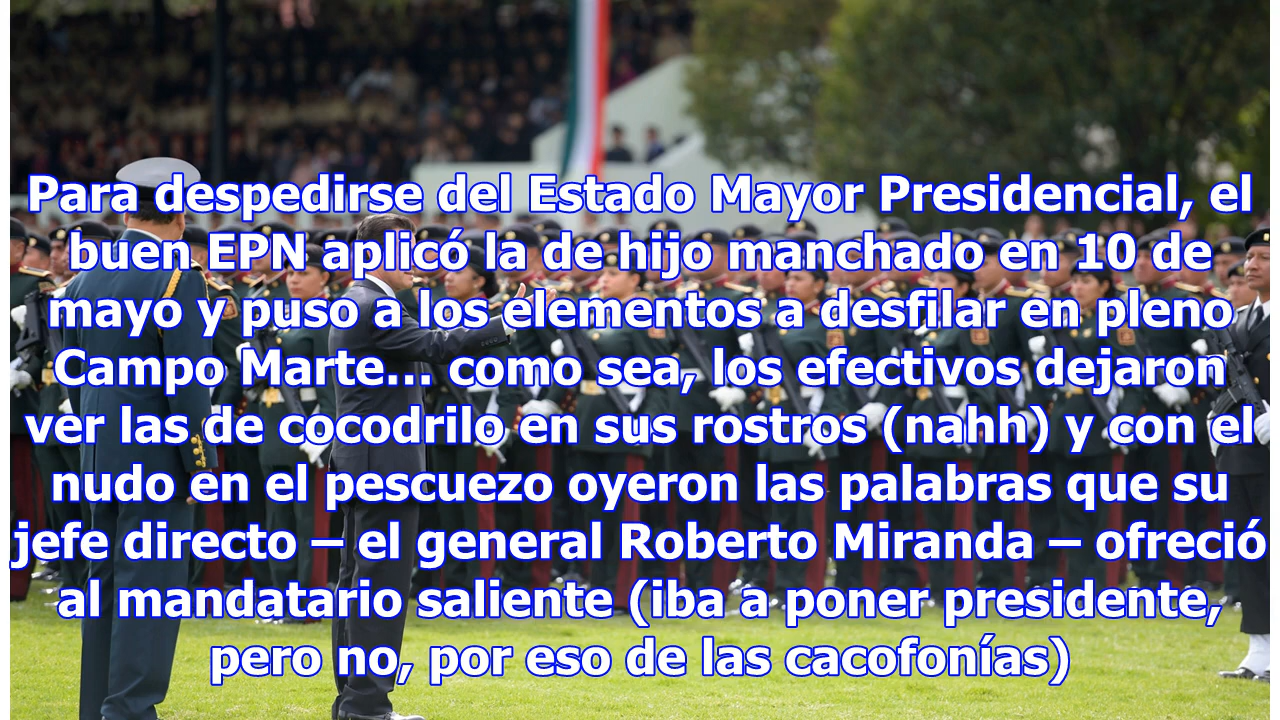 Para despedirse del Estado Mayor Presidencial, el
buen EPN aplicó la de hijo manchado en 10 de
mayo y puso a los elementos a desfilar en pleno
Campo Marte... como sea, los efectivos dejaron
ver las de cocodrilo en sus rostros (nahh) y con el
nudo en el pescuezo oyeron las palabras que su
jefe directo – el general Roberto Miranda – ofreció
al mandatario saliente (iba a poner presidente,
pero no, por eso de las cacofonías)